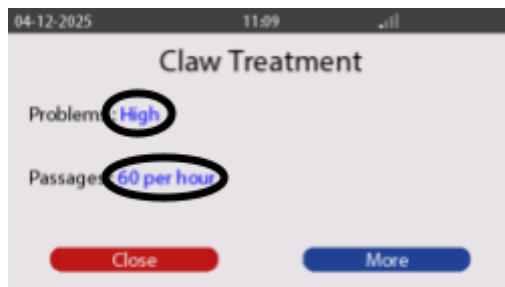 04-12-2025 11:09
Claw Treatment
Problems: High
Passages: 60 per hour
Close More